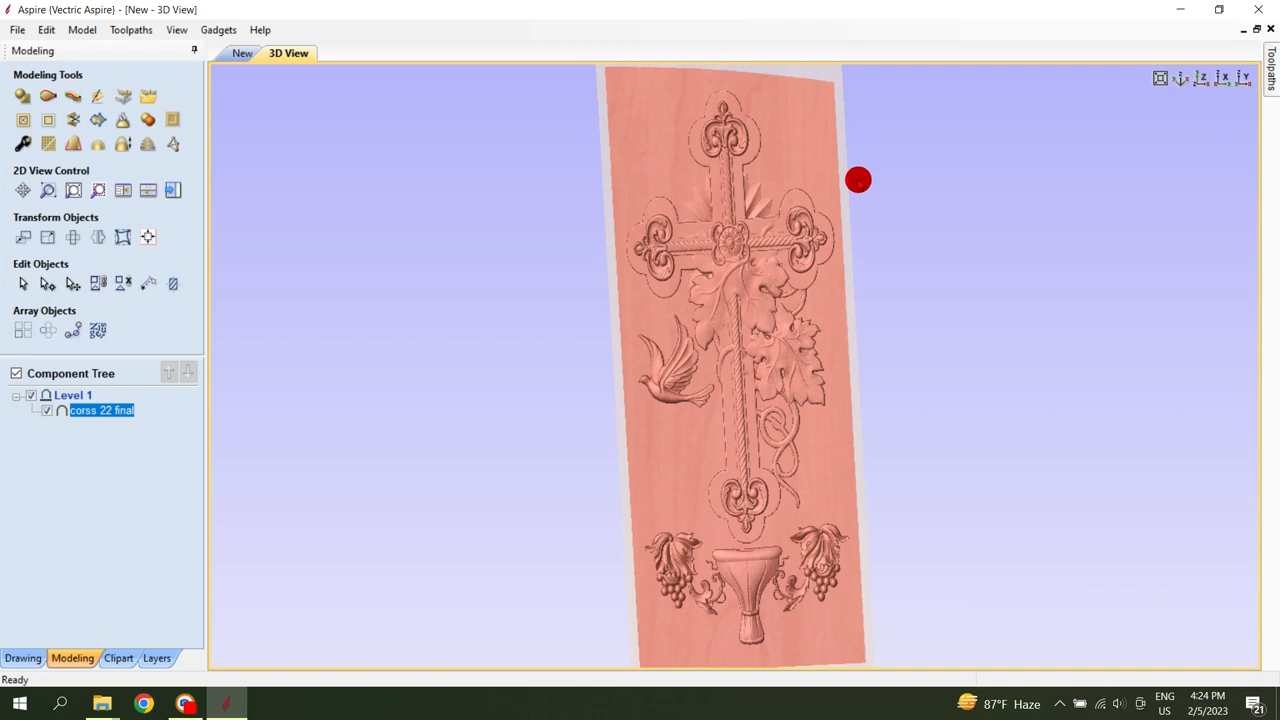 Aspire {Vectric Aspire} - [New - 3D View]
File Edit Model Toolpaths View Gadgets Help
Modeling
New 3D View
Toolpaths
Modeling Tools
2D View Control
Transform Objects
Edit Objects
Array Objects
Component Tree
Level 1
corss 22 final
Drawing Modeling Clipart Layers
Ready
87°F Haze
ENG
US
4:24 PM
2/5/2023
21